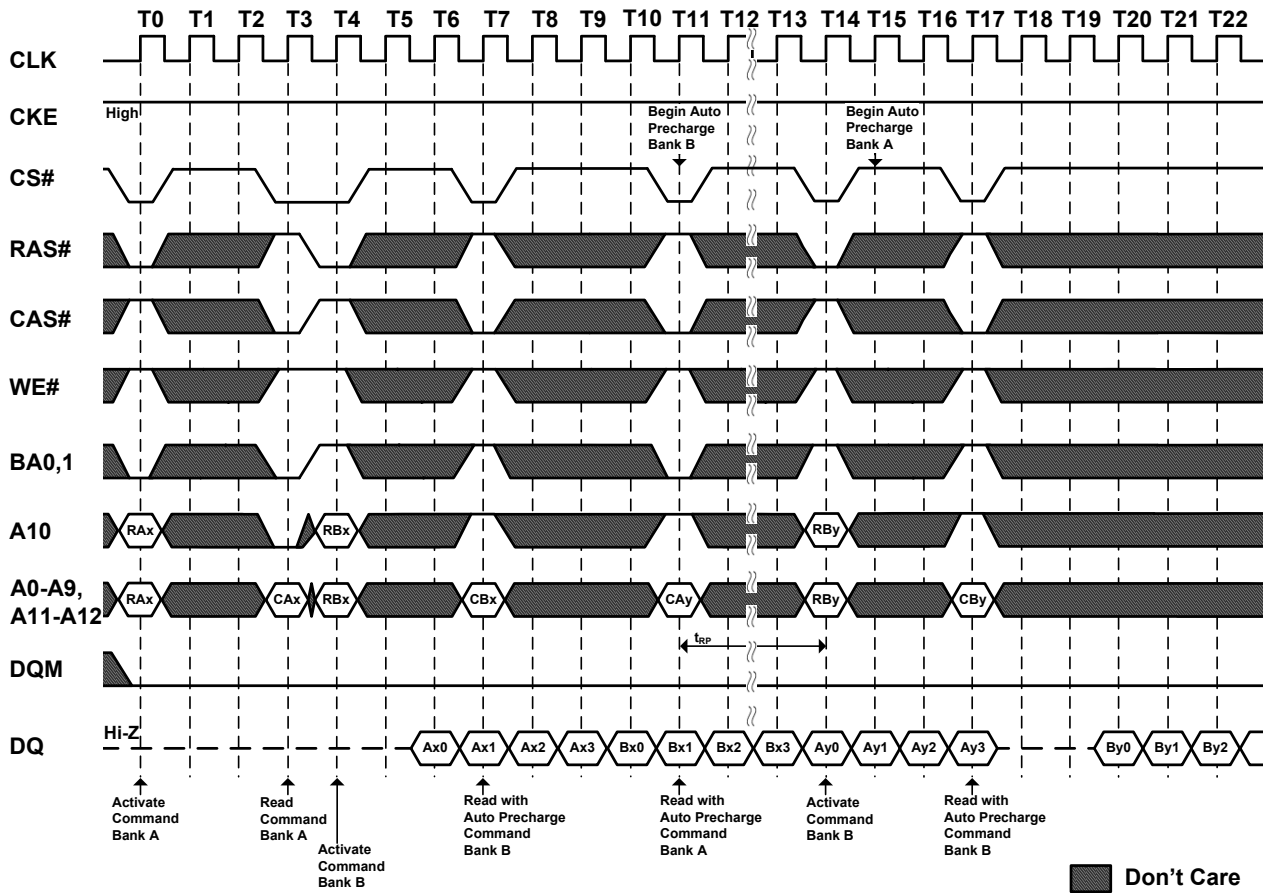 T0 T1 T2 T3 T4 T5 T6 T7 T8 T9 T10 T11 T12 T13 T14 T15 T16 T17 T18 T19 T20 T21 T22
CLK
CKE
High
Begin Auto
Precharge
Bank B
Begin Auto
Precharge
Bank A
CS#
RAS#
CAS#
WE#
BA0,1
A10
RAx RBx RBy
A0-A9,
A11-A12
RAx CAx RBx CBx CAy RBy CBy
tRP
DQM
DQ
Hi-Z
Ax0 Ax1 Ax2 Ax3 Bx0 Bx1 Bx2 Bx3 Ay0 Ay1 Ay2 Ay3 By0 By1 By2
Activate
Command
Bank A
Read
Command
Bank A
Activate
Command
Bank B
Read with
Auto Precharge
Command
Bank B
Read with
Auto Precharge
Command
Bank A
Activate
Command
Bank B
Read with
Auto Precharge
Command
Bank B
Don't Care